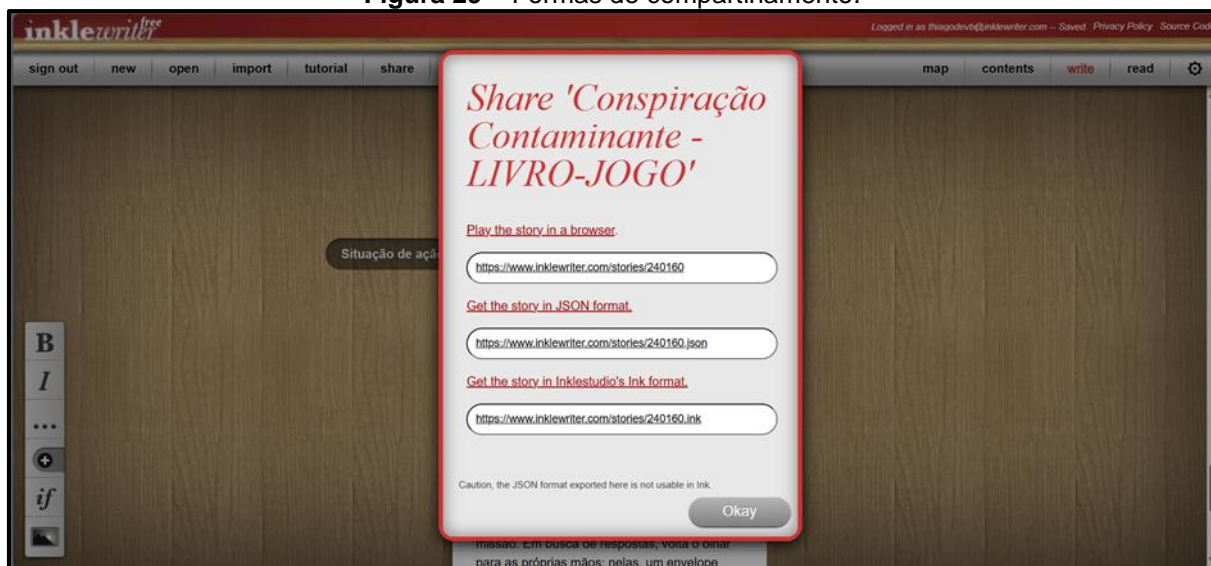 Formas de compartilhamento.
inklewriter free
Logged in as thiagodevb@inklewriter.com -- Saved. Privacy Policy Source Code
sign out new open import tutorial share map contents write read
Share 'Conspiração
Contaminante -
LIVRO-JOGO'
Play the story in a browser.
Situação de açã
https://www.inklewriter.com/stories/240160
Get the story in JSON format.
https://www.inklewriter.com/stories/240160.json
B
I
Get the story in Inklestudio's Ink format.
https://www.inklewriter.com/stories/240160.ink
if
Caution, the JSON format exported here is not usable in Ink.
Okay
missão. Em busca de respostas, volta o olhar
para as próprias mãos: nelas, um envelope